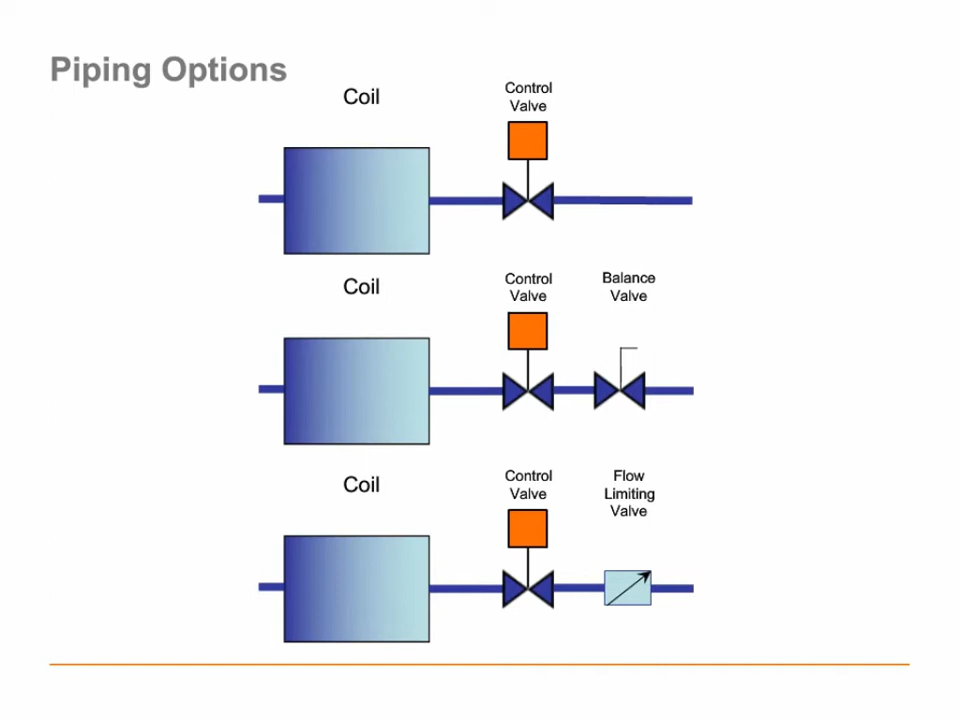 Piping Options
Coil
Control
Valve
Coil
Control
Valve
Balance
Valve
Coil
Control
Valve
Flow
Limiting
Valve